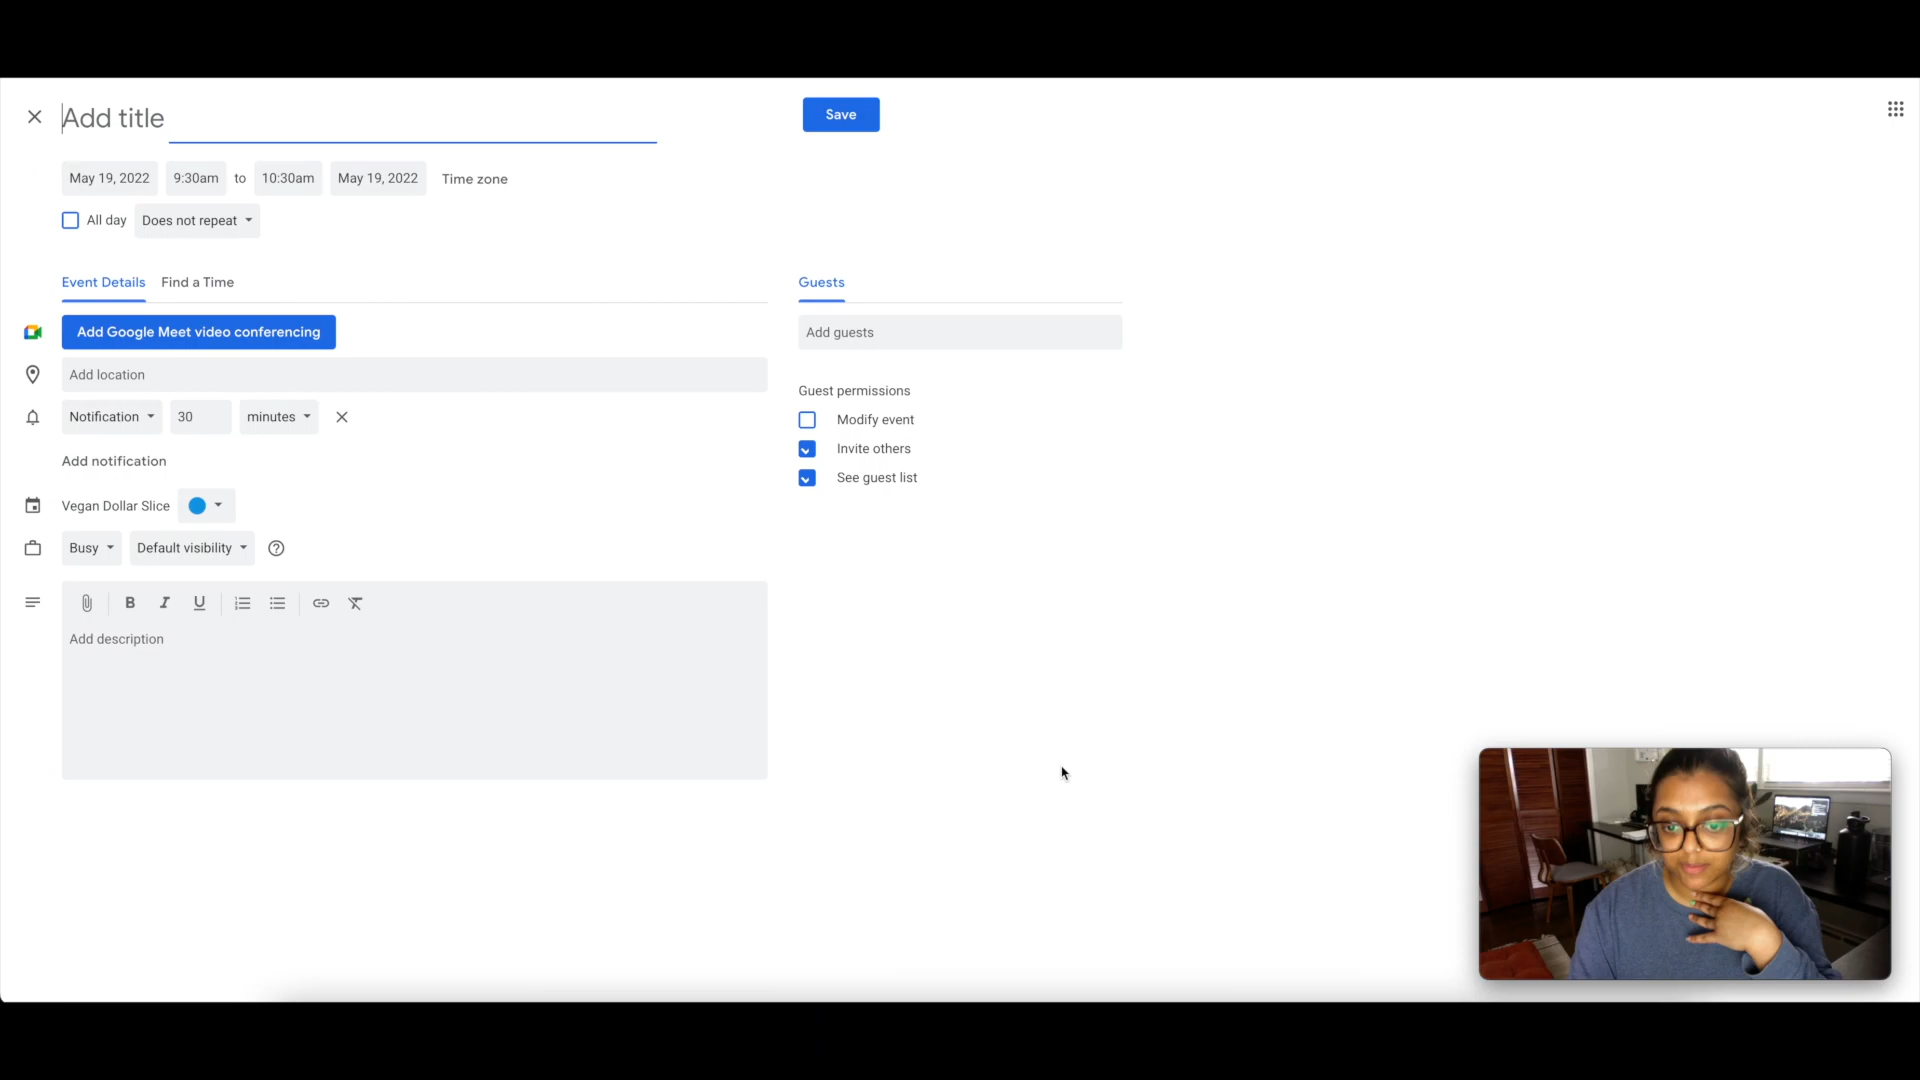 Add title
Save
May 19, 2022 9:30am to 10:30am May 19, 2022 Time zone
All day Does not repeat
Event Details Find a Time
Guests
Add Google Meet video conferencing
Add guests
Add location
Notification 30 minutes
Guest permissions
Modify event
Invite others
See guest list
Add notification
Vegan Dollar Slice
Busy Default visibility
B I U
Add description